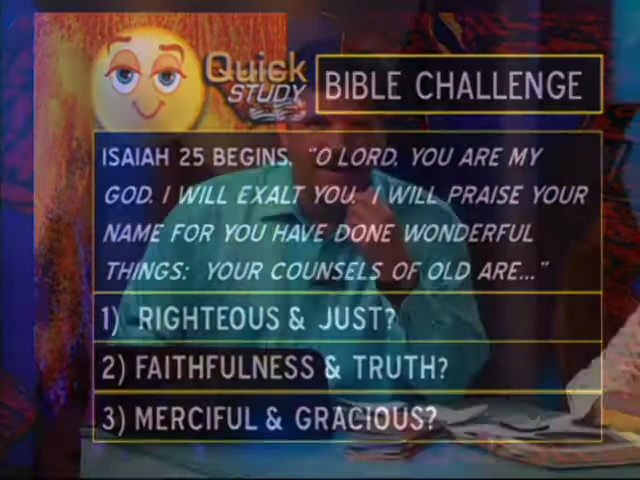 Quick
STUDY
BIBLE CHALLENGE
ISAIAH 25 BEGINS, "O LORD, YOU ARE MY
GOD. I WILL EXALT YOU, I WILL PRAISE YOUR
NAME FOR YOU HAVE DONE WONDERFUL
THINGS: YOUR COUNSELS OF OLD ARE..."
1) RIGHTEOUS & JUST?
2) FAITHFULNESS & TRUTH?
3) MERCIFUL & GRACIOUS?